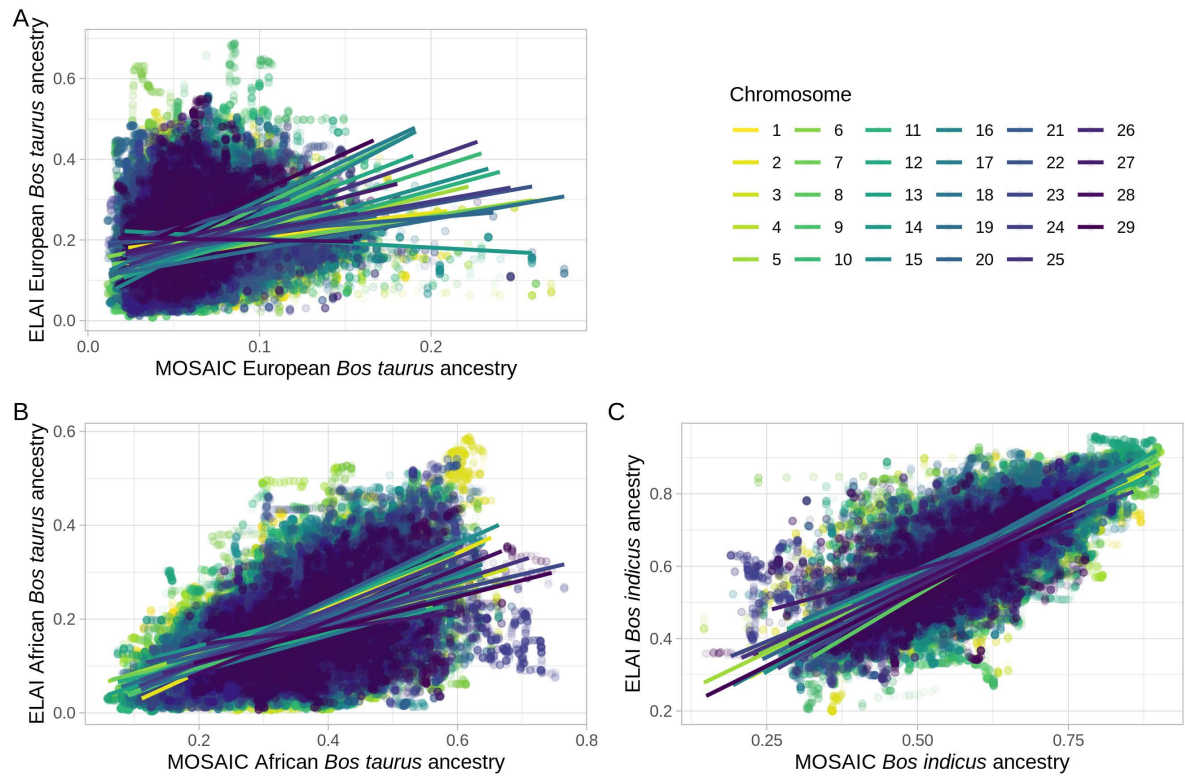 A
ELAI European Bos taurus ancestry
0.6
0.4
0.2
0.0
0.0 0.1 0.2
MOSAIC European Bos taurus ancestry
Chromosome
1 6 11 16 21 26
2 7 12 17 22 27
3 8 13 18 23 28
4 9 14 19 24 29
5 10 15 20 25
B
ELAI African Bos taurus ancestry
0.6
0.4
0.2
0.0
0.2 0.4 0.6 0.8
MOSAIC African Bos taurus ancestry
C
ELAI Bos indicus ancestry
0.8
0.6
0.4
0.2
0.25 0.50 0.75
MOSAIC Bos indicus ancestry